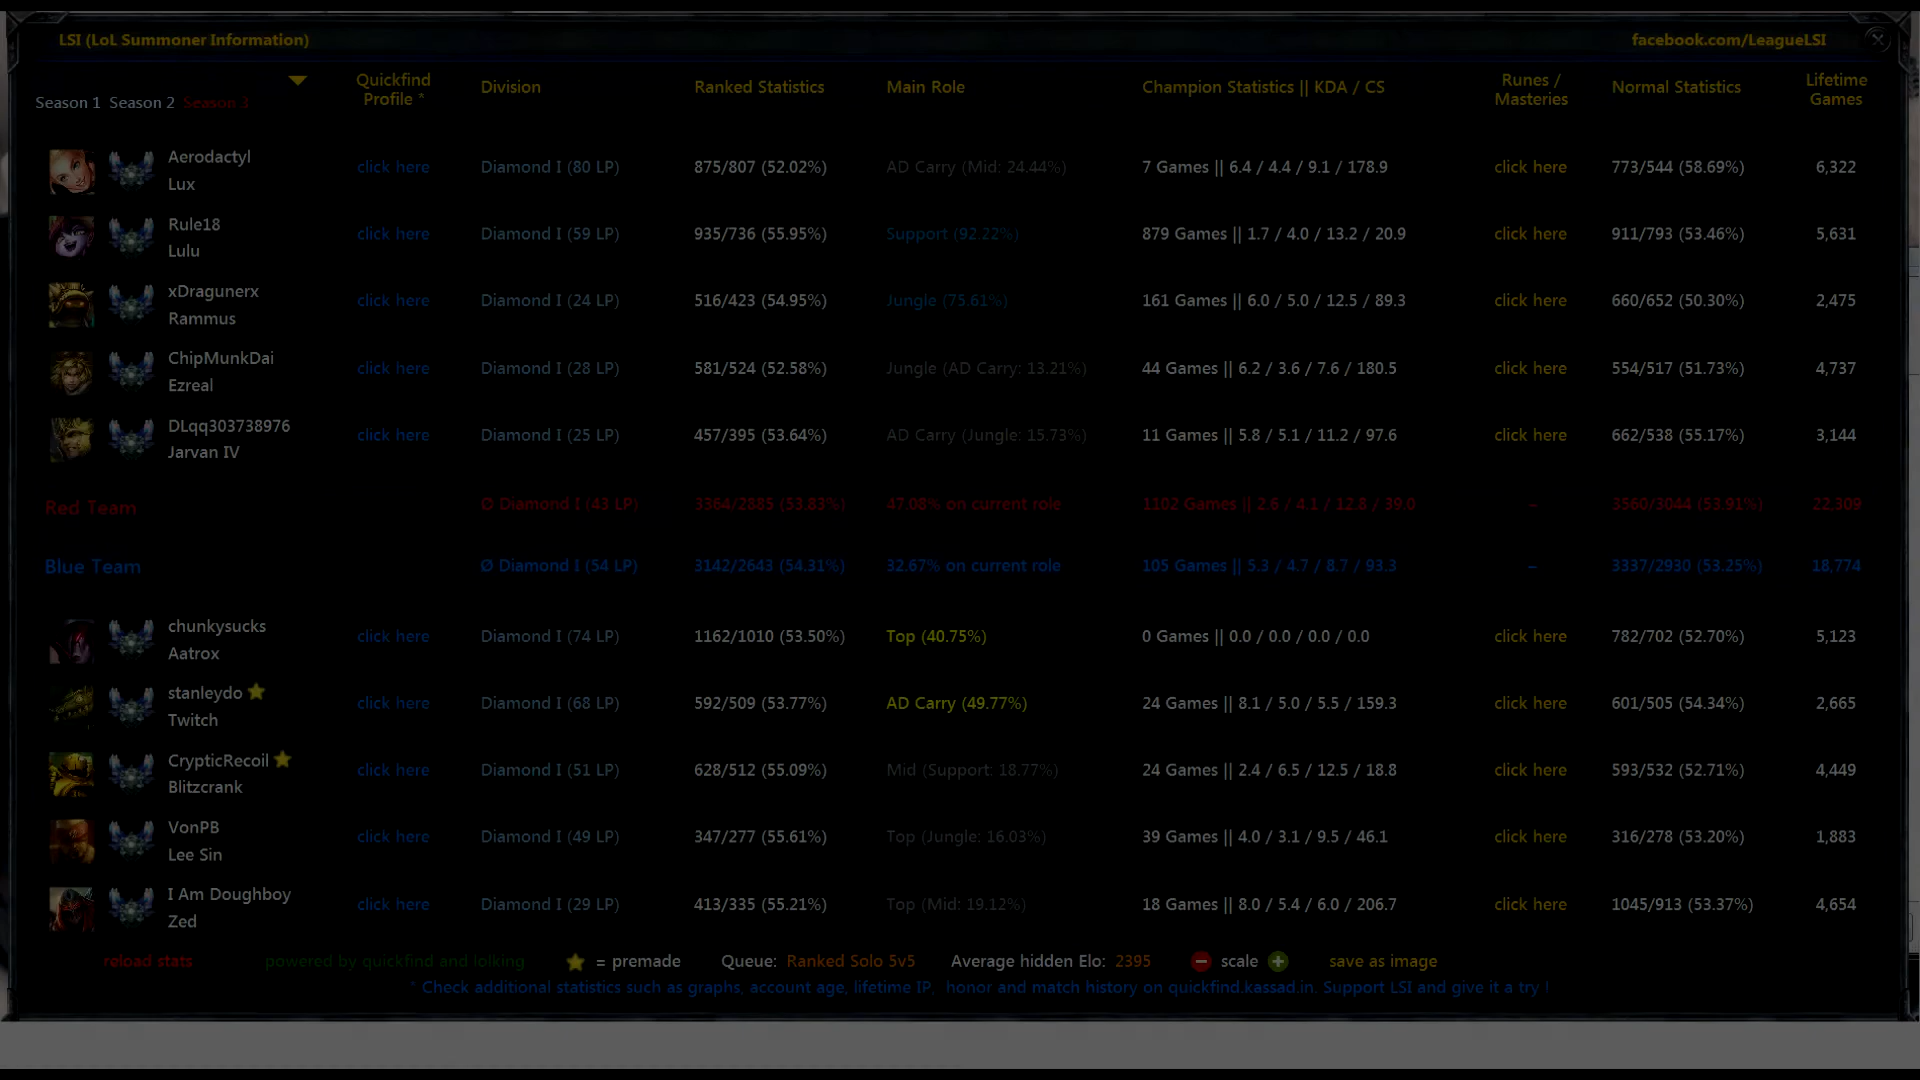 LSI (LoL Summoner Information) facebook.com/LeagueLSI
Season 1 Season 2 Season 3 Quickfind Profile * Division Ranked Statistics Main Role Champion Statistics || KDA / CS Runes / Masteries Normal Statistics Lifetime Games
Aerodactyl Lux click here Diamond I (80 LP) 875/807 (52.02%) AD Carry (Mid: 24.44%) 7 Games || 6.4 / 4.4 / 9.1 / 178.9 click here 773/544 (58.69%) 6,322
Rule18 Lulu click here Diamond I (59 LP) 935/736 (55.95%) Support (92.22%) 879 Games || 1.7 / 4.0 / 13.2 / 20.9 click here 911/793 (53.46%) 5,631
xDragunerx Rammus click here Diamond I (24 LP) 516/423 (54.95%) Jungle (75.61%) 161 Games || 6.0 / 5.0 / 12.5 / 89.3 click here 660/652 (50.30%) 2,475
ChipMunkDai Ezreal click here Diamond I (28 LP) 581/524 (52.58%) Jungle (AD Carry: 13.21%) 44 Games || 6.2 / 3.6 / 7.6 / 180.5 click here 554/517 (51.73%) 4,737
DLqq303738976 Jarvan IV click here Diamond I (25 LP) 457/395 (53.64%) AD Carry (Jungle: 15.73%) 11 Games || 5.8 / 5.1 / 11.2 / 97.6 click here 662/538 (55.17%) 3,144
Red Team Ø Diamond I (43 LP) 3364/2885 (53.83%) 47.08% on current role 1102 Games || 2.6 / 4.1 / 12.8 / 39.0 – 3560/3044 (53.91%) 22,309
Blue Team Ø Diamond I (54 LP) 3142/2643 (54.31%) 32.67% on current role 105 Games || 5.3 / 4.7 / 8.7 / 93.3 – 3337/2930 (53.25%) 18,774
chunkysucks Aatrox click here Diamond I (74 LP) 1162/1010 (53.50%) Top (40.75%) 0 Games || 0.0 / 0.0 / 0.0 / 0.0 click here 782/702 (52.70%) 5,123
stanleydo Twitch click here Diamond I (68 LP) 592/509 (53.77%) AD Carry (49.77%) 24 Games || 8.1 / 5.0 / 5.5 / 159.3 click here 601/505 (54.34%) 2,665
CrypticRecoil Blitzcrank click here Diamond I (51 LP) 628/512 (55.09%) Mid (Support: 18.77%) 24 Games || 2.4 / 6.5 / 12.5 / 18.8 click here 593/532 (52.71%) 4,449
VonPB Lee Sin click here Diamond I (49 LP) 347/277 (55.61%) Top (Jungle: 16.03%) 39 Games || 4.0 / 3.1 / 9.5 / 46.1 click here 316/278 (53.20%) 1,883
I Am Doughboy Zed click here Diamond I (29 LP) 413/335 (55.21%) Top (Mid: 19.12%) 18 Games || 8.0 / 5.4 / 6.0 / 206.7 click here 1045/913 (53.37%) 4,654
reload stats powered by quickfind and lolking = premade Queue: Ranked Solo 5v5 Average hidden Elo: 2395 scale save as image
* Check additional statistics such as graphs, account age, lifetime IP, honor and match history on quickfind.kassad.in. Support LSI and give it a try !